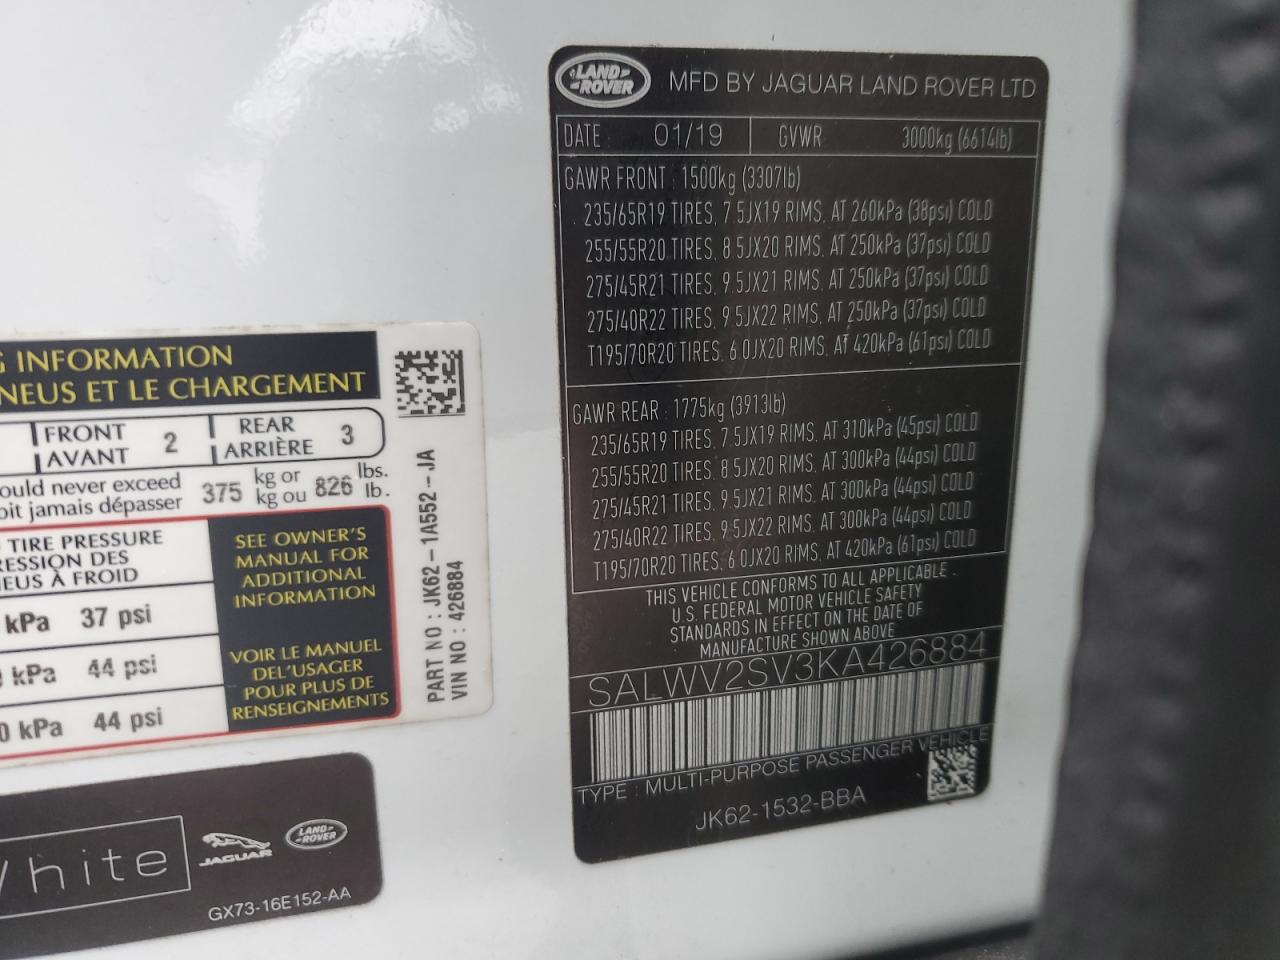 LAND ROVER
MFD BY JAGUAR LAND ROVER LTD
DATE : 01/19 GVWR 3000kg (6614lb)
GAWR FRONT : 1500kg (3307lb)
235/65R19 TIRES, 7.5JX19 RIMS, AT 260kPa (38psi) COLD
255/55R20 TIRES, 8.5JX20 RIMS, AT 250kPa (37psi) COLD
275/45R21 TIRES, 9.5JX21 RIMS, AT 250kPa (37psi) COLD
275/40R22 TIRES, 9.5JX22 RIMS, AT 250kPa (37psi) COLD
T195/70R20 TIRES, 6.0JX20 RIMS, AT 420kPa (61psi) COLD
GAWR REAR : 1775kg (3913lb)
235/65R19 TIRES, 7.5JX19 RIMS, AT 310kPa (45psi) COLD
255/55R20 TIRES, 8.5JX20 RIMS, AT 300kPa (44psi) COLD
275/45R21 TIRES, 9.5JX21 RIMS, AT 300kPa (44psi) COLD
275/40R22 TIRES, 9.5JX22 RIMS, AT 300kPa (44psi) COLD
T195/70R20 TIRES, 6.0JX20 RIMS, AT 420kPa (61psi) COLD
THIS VEHICLE CONFORMS TO ALL APPLICABLE
U.S. FEDERAL MOTOR VEHICLE SAFETY
STANDARDS IN EFFECT ON THE DATE OF
MANUFACTURE SHOWN ABOVE
SALWV2SV3KA426884
TYPE : MULTI-PURPOSE PASSENGER VEHICLE
JK62-1532-BBA
INFORMATION
NEUS ET LE CHARGEMENT
FRONT 2 REAR 3
AVANT ARRIÈRE
ould never exceed 375 kg or 826 lbs.
oit jamais dépasser kg ou lb.
TIRE PRESSURE
RESSION DES
NEUS À FROID
kPa 37 psi
kPa 44 psi
0 kPa 44 psi
SEE OWNER'S
MANUAL FOR
ADDITIONAL
INFORMATION
VOIR LE MANUEL
DEL'USAGER
POUR PLUS DE
RENSEIGNEMENTS
PART NO : JK62-1A552-JA
VIN NO : 426884
hite
JAGUAR
LAND ROVER
GX73-16E152-AA